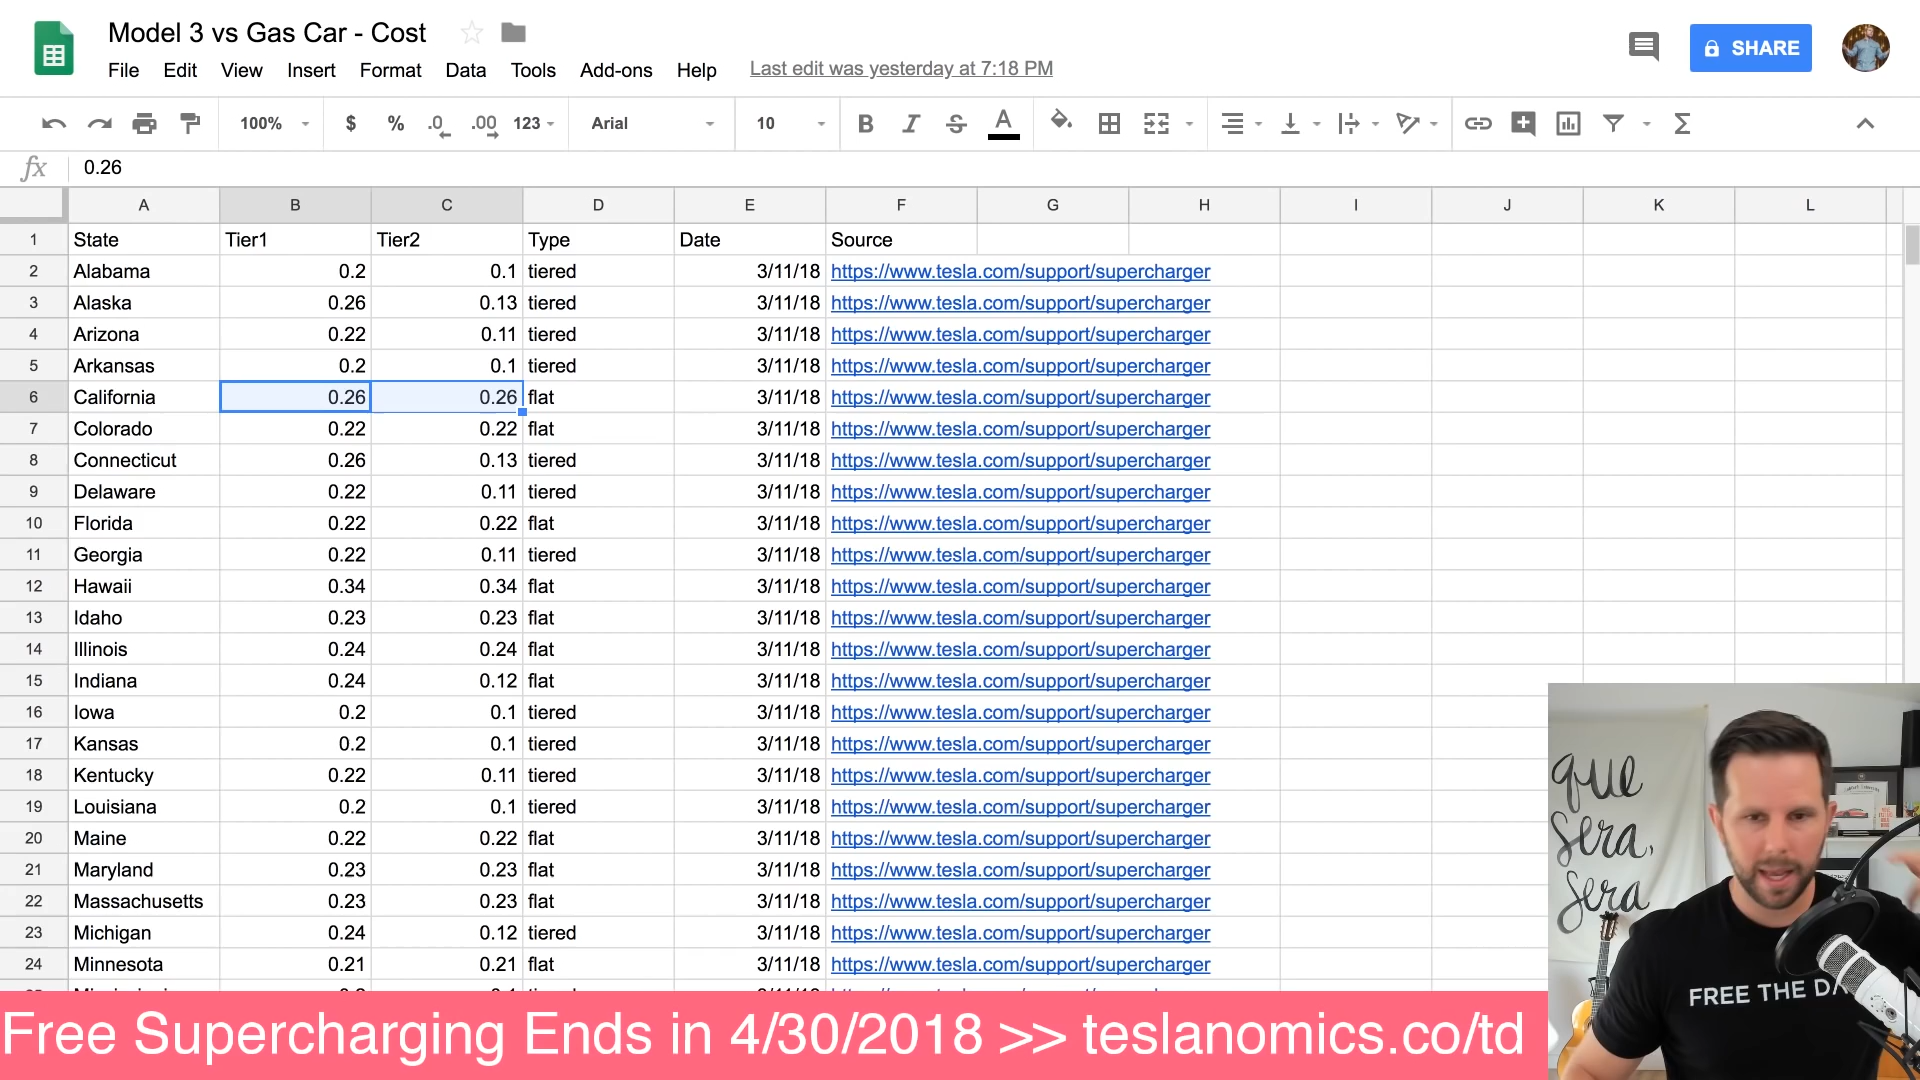 Model 3 vs Gas Car - Cost
File Edit View Insert Format Data Tools Add-ons Help Last edit was yesterday at 7:18 PM
SHARE
100% $ % .0 .00 123 Arial 10 B I S A Σ
fx 0.26
A B C D E F G H I J K L
1 State Tier1 Tier2 Type Date Source
2 Alabama 0.2 0.1 tiered 3/11/18 https://www.tesla.com/support/supercharger
3 Alaska 0.26 0.13 tiered 3/11/18 https://www.tesla.com/support/supercharger
4 Arizona 0.22 0.11 tiered 3/11/18 https://www.tesla.com/support/supercharger
5 Arkansas 0.2 0.1 tiered 3/11/18 https://www.tesla.com/support/supercharger
6 California 0.26 0.26 flat 3/11/18 https://www.tesla.com/support/supercharger
7 Colorado 0.22 0.22 flat 3/11/18 https://www.tesla.com/support/supercharger
8 Connecticut 0.26 0.13 tiered 3/11/18 https://www.tesla.com/support/supercharger
9 Delaware 0.22 0.11 tiered 3/11/18 https://www.tesla.com/support/supercharger
10 Florida 0.22 0.22 flat 3/11/18 https://www.tesla.com/support/supercharger
11 Georgia 0.22 0.11 tiered 3/11/18 https://www.tesla.com/support/supercharger
12 Hawaii 0.34 0.34 flat 3/11/18 https://www.tesla.com/support/supercharger
13 Idaho 0.23 0.23 flat 3/11/18 https://www.tesla.com/support/supercharger
14 Illinois 0.24 0.24 flat 3/11/18 https://www.tesla.com/support/supercharger
15 Indiana 0.24 0.12 flat 3/11/18 https://www.tesla.com/support/supercharger
16 Iowa 0.2 0.1 tiered 3/11/18 https://www.tesla.com/support/supercharger
17 Kansas 0.2 0.1 tiered 3/11/18 https://www.tesla.com/support/supercharger
18 Kentucky 0.22 0.11 tiered 3/11/18 https://www.tesla.com/support/supercharger
19 Louisiana 0.2 0.1 tiered 3/11/18 https://www.tesla.com/support/supercharger
20 Maine 0.22 0.22 flat 3/11/18 https://www.tesla.com/support/supercharger
21 Maryland 0.23 0.23 flat 3/11/18 https://www.tesla.com/support/supercharger
22 Massachusetts 0.23 0.23 flat 3/11/18 https://www.tesla.com/support/supercharger
23 Michigan 0.24 0.12 tiered 3/11/18 https://www.tesla.com/support/supercharger
24 Minnesota 0.21 0.21 flat 3/11/18 https://www.tesla.com/support/supercharger
que
sera,
sera
FREE THE DA
Free Supercharging Ends in 4/30/2018 >> teslanomics.co/td